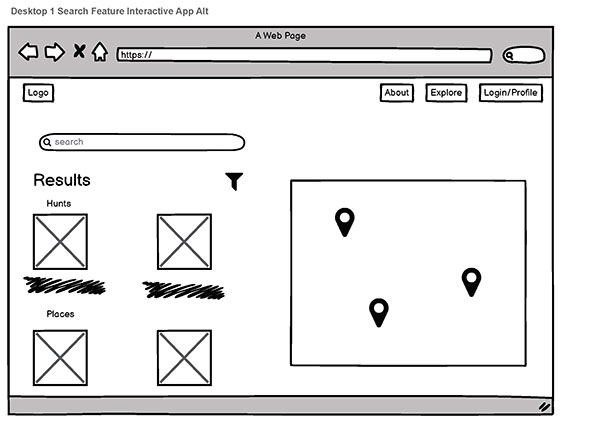 Desktop 1 Search Feature Interactive App Alt
A Web Page
https://
Logo
About
Explore
Login/Profile
search
Results
Hunts
Places